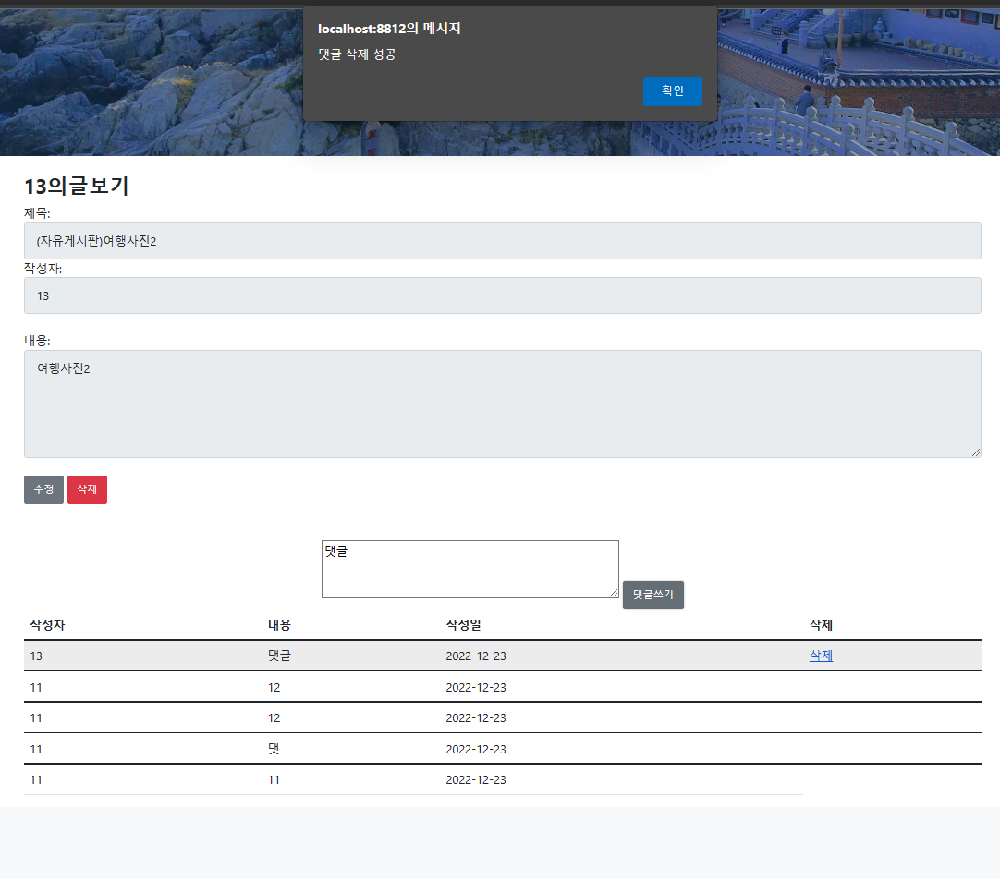 localhost:8812의 메시지
댓글 삭제 성공
확인
13의글보기
제목:
(자유게시판)여행사진2
작성자:
13
내용:
여행사진2
수정 삭제
댓글
댓글쓰기
작성자 내용 작성일 삭제
13 댓글 2022-12-23 삭제
11 12 2022-12-23
11 12 2022-12-23
11 댓 2022-12-23
11 11 2022-12-23